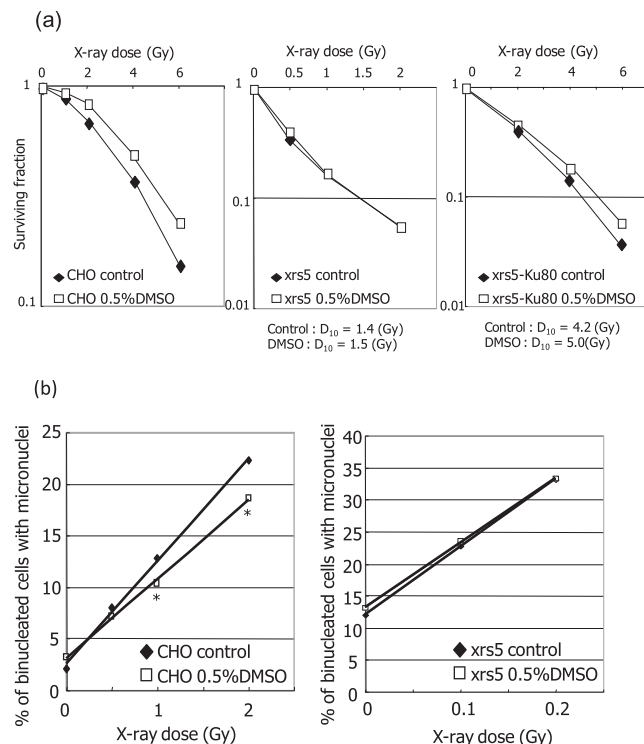 (a)
X-ray dose (Gy)
0 1 2 4 6
1
0.1
Surviving fraction
CHO control
CHO 0.5%DMSO
X-ray dose (Gy)
0 0.5 1 1.5 2
1
0.1
0.01
xrs5 control
xrs5 0.5%DMSO
Control : D10 = 1.4 (Gy)
DMSO : D10 = 1.5 (Gy)
X-ray dose (Gy)
0 2 4 6
1
0.1
0.01
xrs5-Ku80 control
xrs5-Ku80 0.5%DMSO
Control : D10 = 4.2 (Gy)
DMSO: D10 = 5.0(Gy)
(b)
% of binucleated cells with micronuclei
25
20
15
10
5
0
*
*
CHO control
CHO 0.5%DMSO
0 1 2
X-ray dose (Gy)
% of binucleated cells with micronuclei
40
35
30
25
20
15
10
5
0
xrs5 control
xrs5 0.5%DMSO
0 0.1 0.2
X-ray dose (Gy)